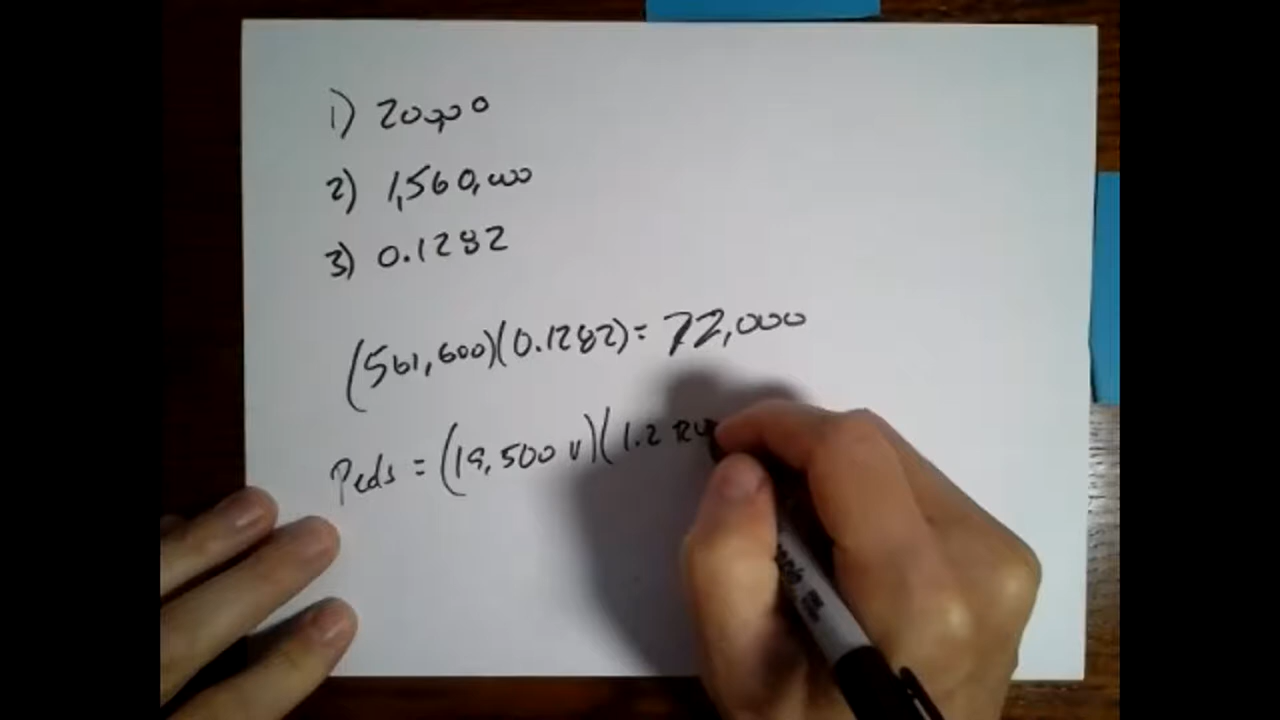 1) 20,000
2) 1,560,000
3) 0.1282
(561,600)(0.1282) = 72,000
Peds = (19,500 v)(1.2